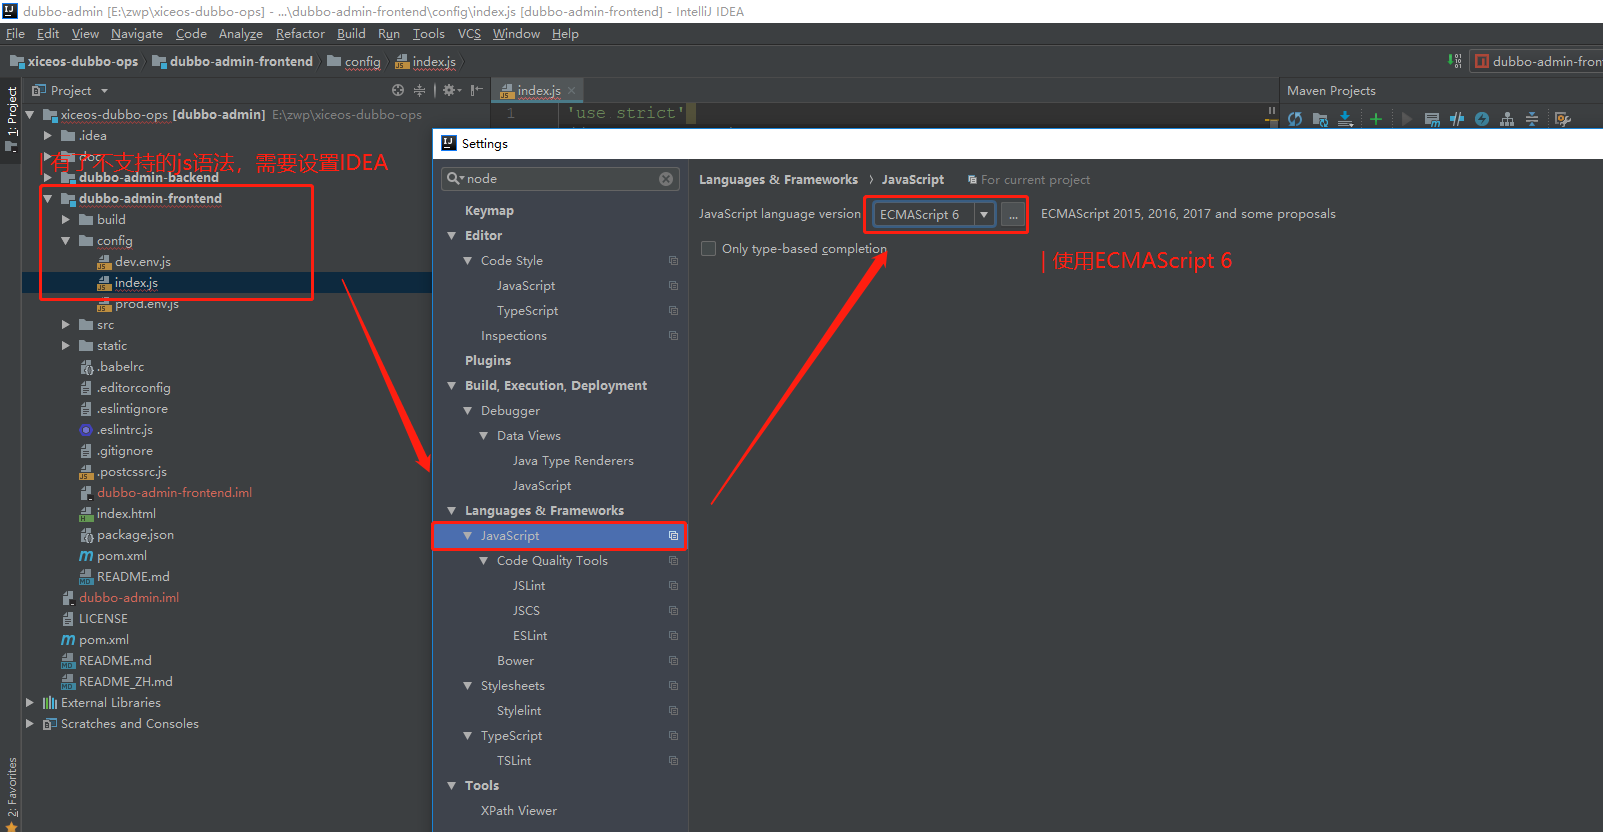 dubbo-admin [E:\zwp\xiceos-dubbo-ops] - ...\dubbo-admin-frontend\config\index.js [dubbo-admin-frontend] - IntelliJ IDEA
File Edit View Navigate Code Analyze Refactor Build Run Tools VCS Window Help
xiceos-dubbo-ops dubbo-admin-frontend config index.js
dubbo-admin-fron
1: Project
2: Favorites
Project
xiceos-dubbo-ops [dubbo-admin] E:\zwp\xiceos-dubbo-ops
.idea
doc
有了不支持的js语法，需要设置IDEA
dubbo-admin-backend
dubbo-admin-frontend
build
config
dev.env.js
index.js
prod.env.js
src
static
.babelrc
.editorconfig
.eslintignore
.eslintrc.js
.gitignore
.postcssrc.js
dubbo-admin-frontend.iml
index.html
package.json
pom.xml
README.md
dubbo-admin.iml
LICENSE
pom.xml
README.md
README_ZH.md
External Libraries
Scratches and Consoles
index.js
1 'use strict'
Maven Projects
Settings
node
Keymap
Editor
Code Style
JavaScript
TypeScript
Inspections
Plugins
Build, Execution, Deployment
Debugger
Data Views
Java Type Renderers
JavaScript
Languages & Frameworks
JavaScript
Code Quality Tools
JSLint
JSCS
ESLint
Bower
Stylesheets
Stylelint
TypeScript
TSLint
Tools
XPath Viewer
Languages & Frameworks › JavaScript For current project
JavaScript language version ECMAScript 6 ... ECMAScript 2015, 2016, 2017 and some proposals
Only type-based completion
使用ECMAScript 6